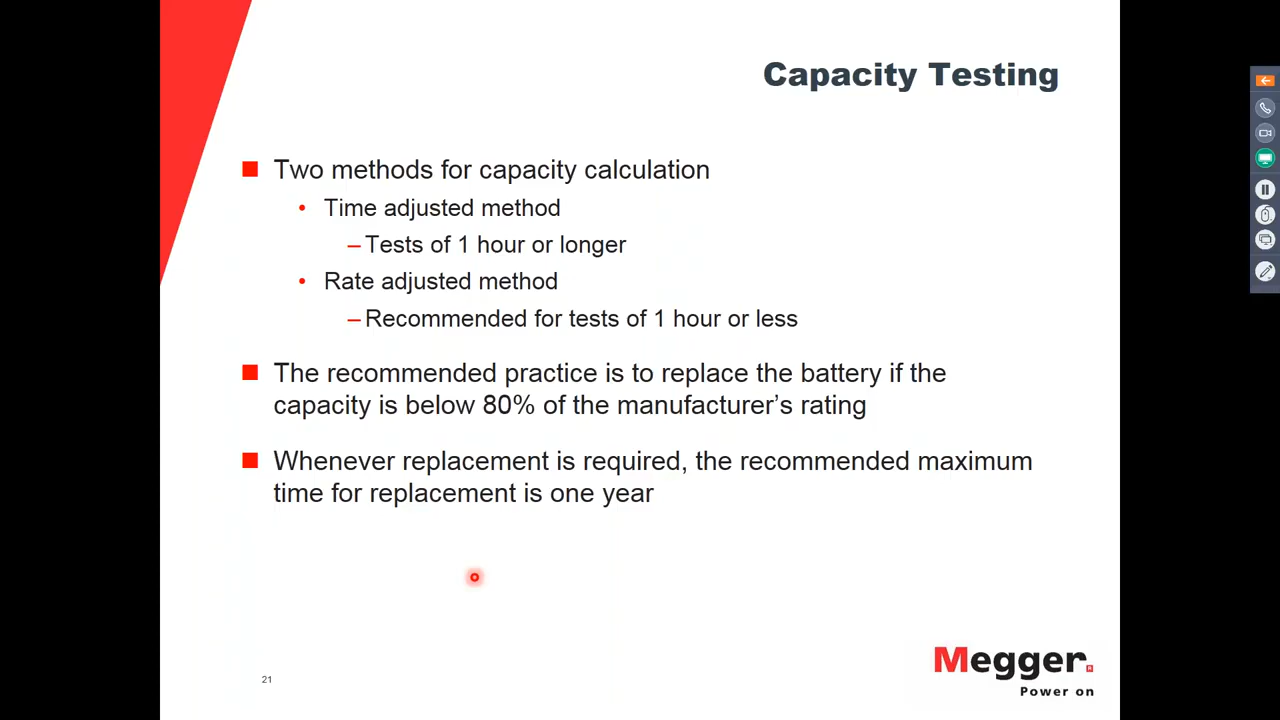 Capacity Testing
Two methods for capacity calculation
Time adjusted method
–Tests of 1 hour or longer
Rate adjusted method
–Recommended for tests of 1 hour or less
The recommended practice is to replace the battery if the
capacity is below 80% of the manufacturer’s rating
Whenever replacement is required, the recommended maximum
time for replacement is one year
Megger.
Power on
21